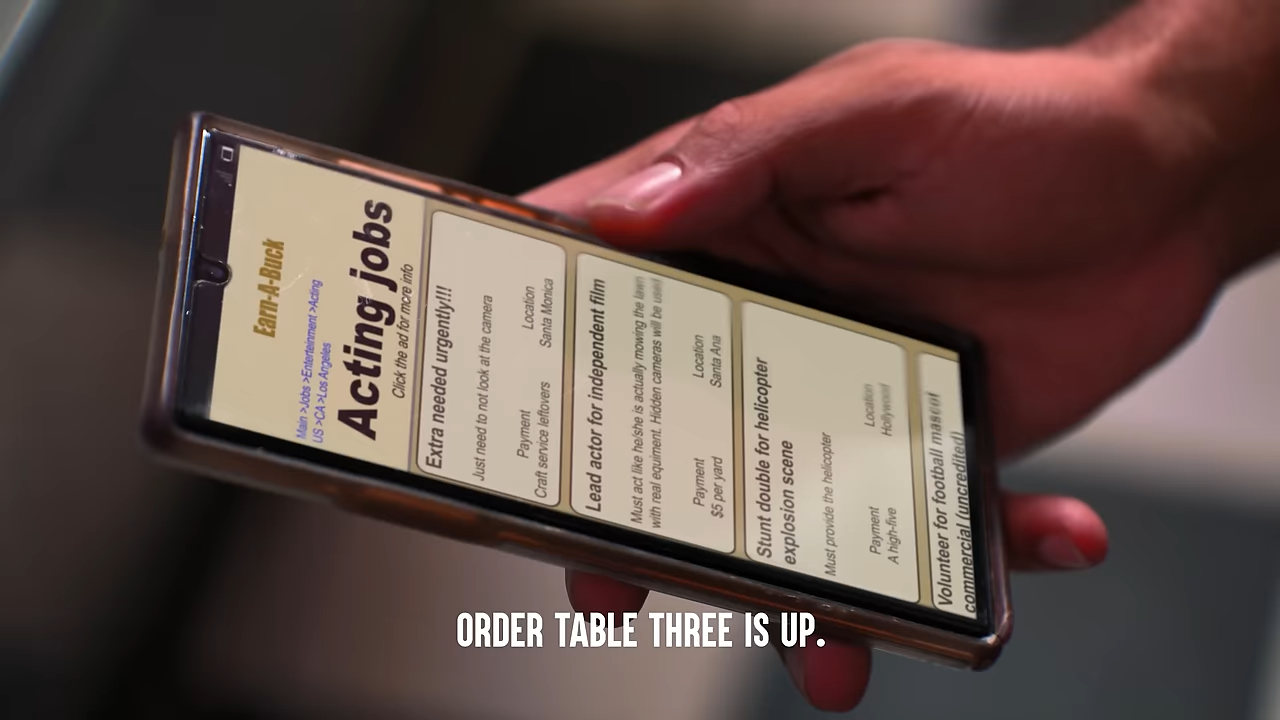 Earn-A-Buck
Main >Jobs >Entertainment >Acting
US >CA >Los Angeles
Acting jobs
Click the ad for more info
Extra needed urgently!!!
Just need to not look at the camera
Payment Location
Craft service leftovers Santa Monica
Lead actor for independent film
Must act like he/she is actually mowing the lawn
with real equiment. Hidden cameras will be used
Payment Location
$5 per yard Santa Ana
Stunt double for helicopter
explosion scene
Must provide the helicopter
Payment Location
A high-five Hollywood
Volunteer for football mascot
commercial (uncredited)
ORDER TABLE THREE IS UP.